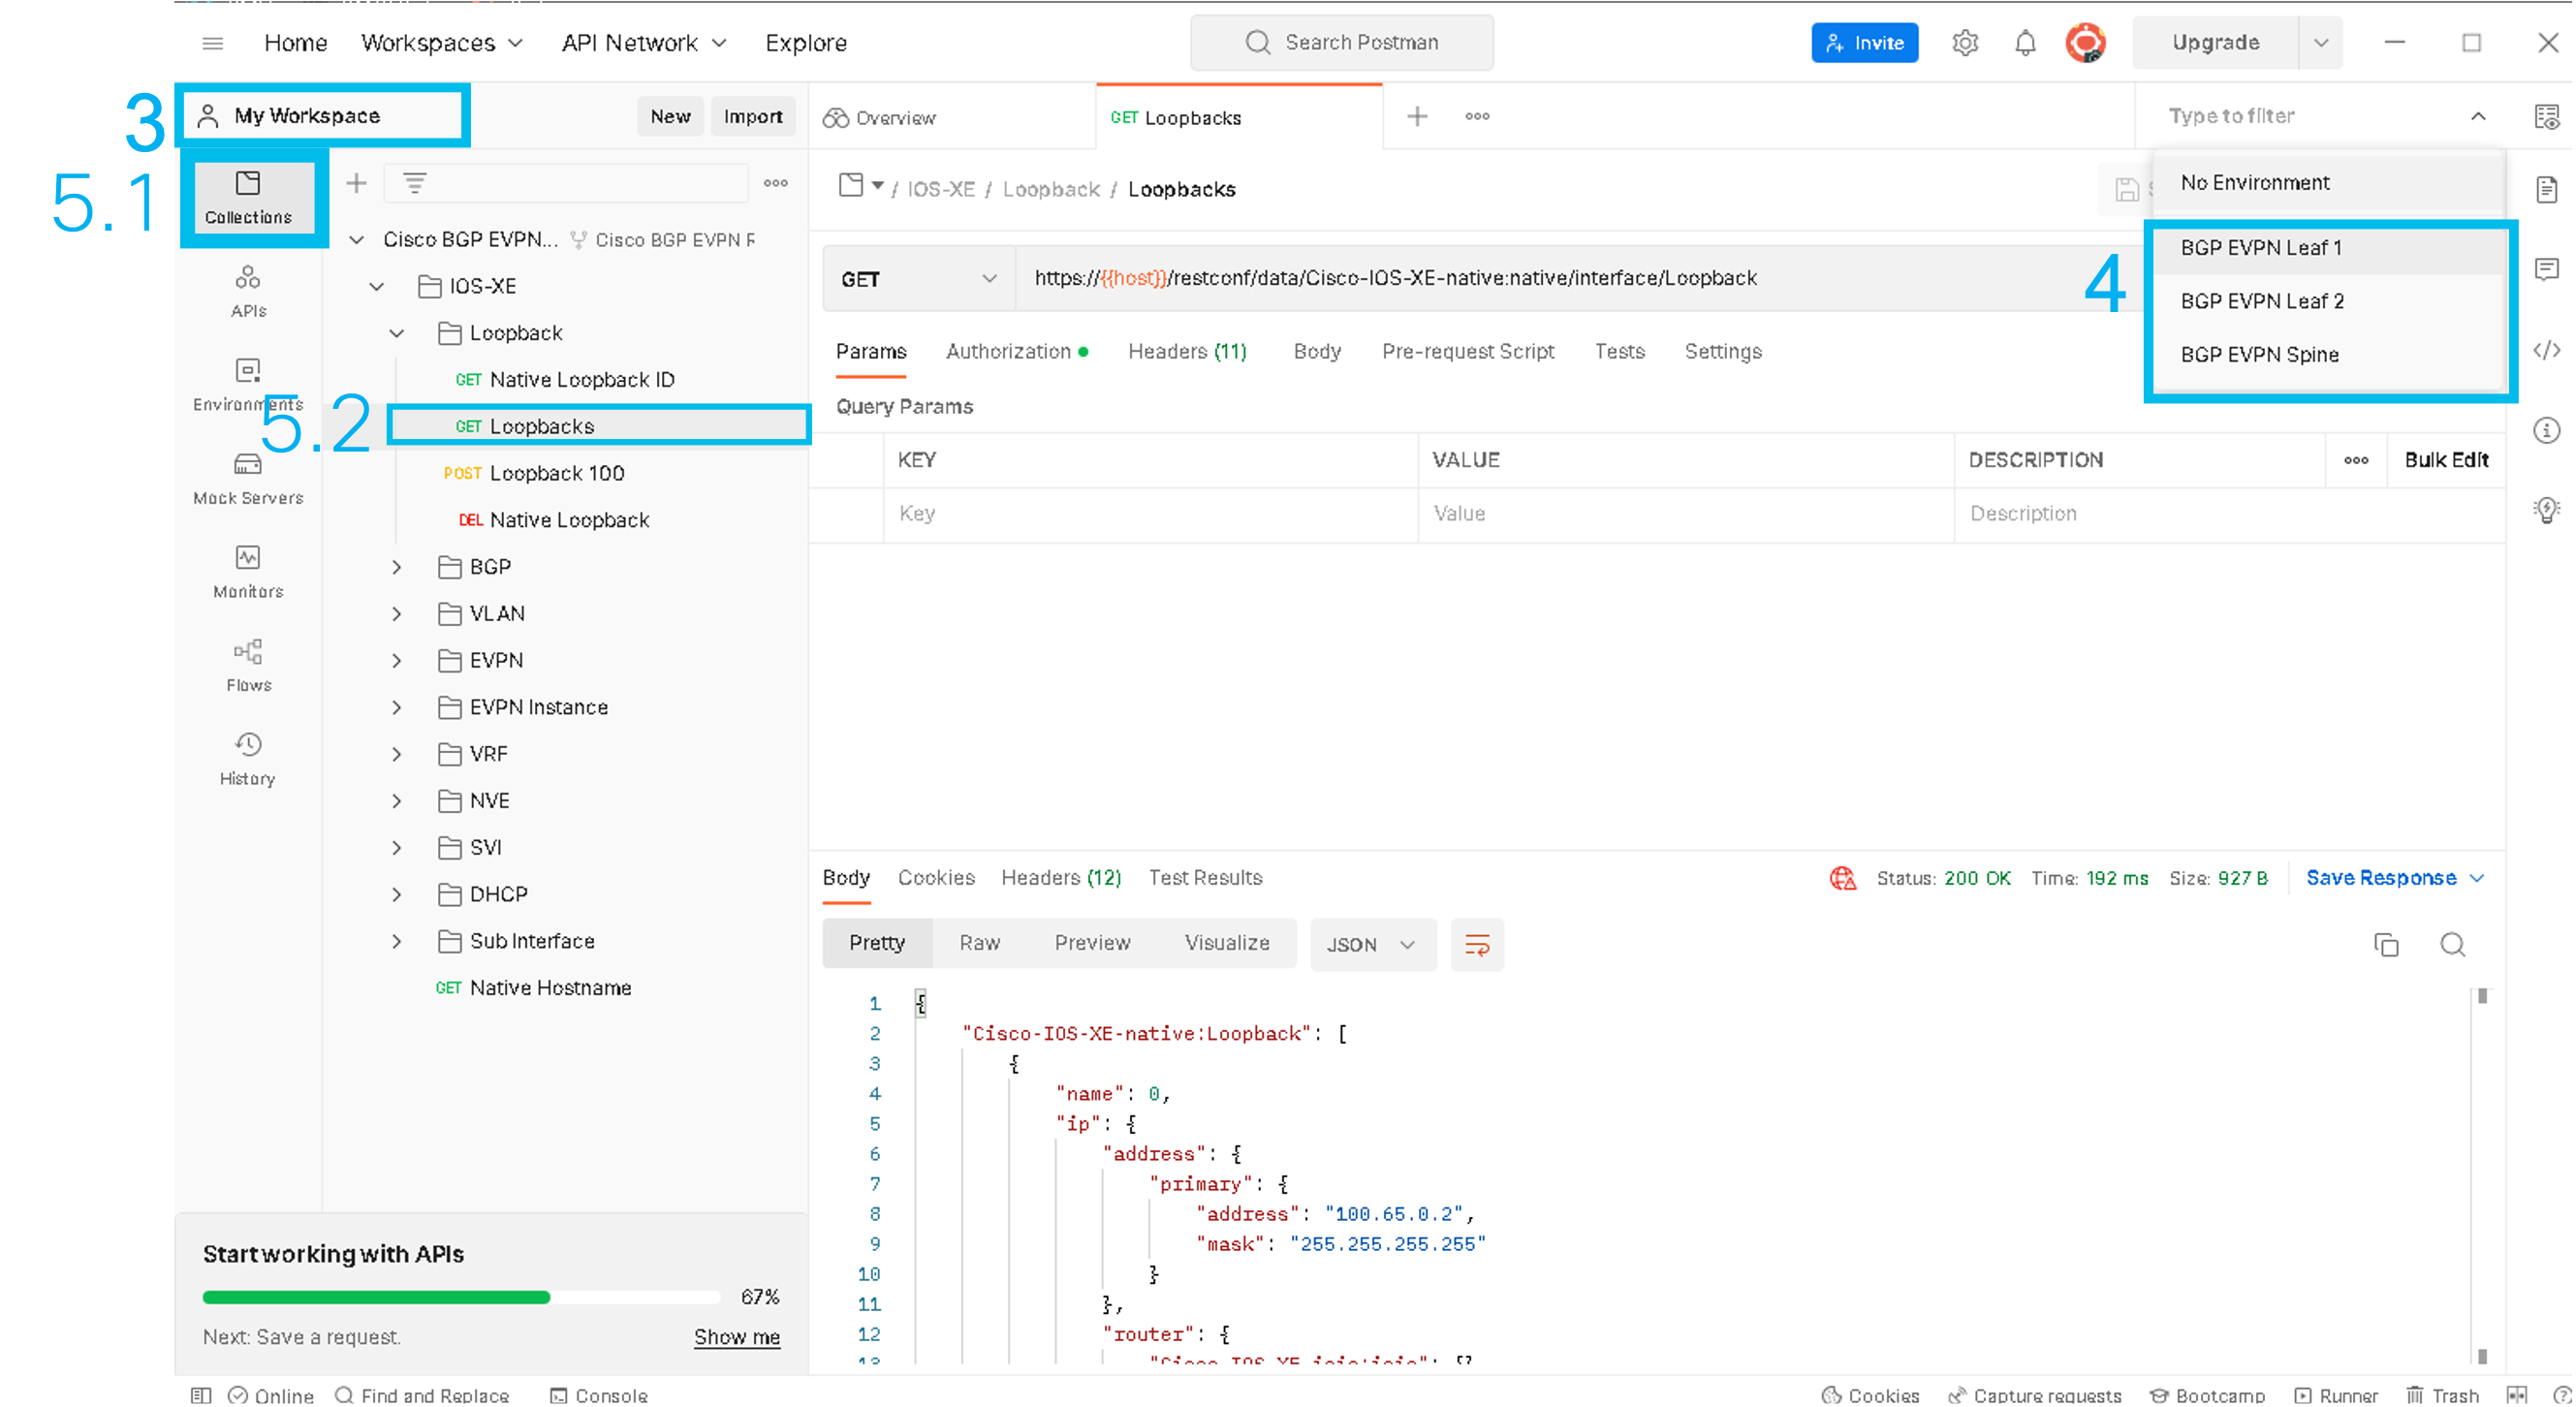 Home Workspaces API Network Explore Search Postman Invite Upgrade
3 My Workspace New Import Overview GET Loopbacks Type to filter
5.1 Collections
/ IOS-XE / Loopback / Loopbacks
No Environment
Cisco BGP EVPN... Cisco BGP EVPN
IOS-XE
Loopback
GET Native Loopback ID
5.2 GET Loopbacks
POST Loopback 100
DEL Native Loopback
BGP
VLAN
EVPN
EVPN Instance
VRF
NVE
SVI
DHCP
Sub Interface
GET Native Hostname
APIs
Environments
Mock Servers
Monitors
Flows
History
GET https://{{host}}/restconf/data/Cisco-IOS-XE-native:native/interface/Loopback
4
BGP EVPN Leaf 1
BGP EVPN Leaf 2
BGP EVPN Spine
Params Authorization Headers (11) Body Pre-request Script Tests Settings
Query Params
KEY VALUE DESCRIPTION Bulk Edit
Key Value Description
Body Cookies Headers (12) Test Results Status: 200 OK Time: 192 ms Size: 927 B Save Response
Pretty Raw Preview Visualize JSON
1 {
2 "Cisco-IOS-XE-native:Loopback": [
3 {
4 "name": 0,
5 "ip": {
6 "address": {
7 "primary": {
8 "address": "100.65.0.2",
9 "mask": "255.255.255.255"
10 }
11 },
12 "router": {
Start working with APIs
67%
Next: Save a request. Show me
Online Find and Replace Console Cookies Capture requests Bootcamp Runner Trash